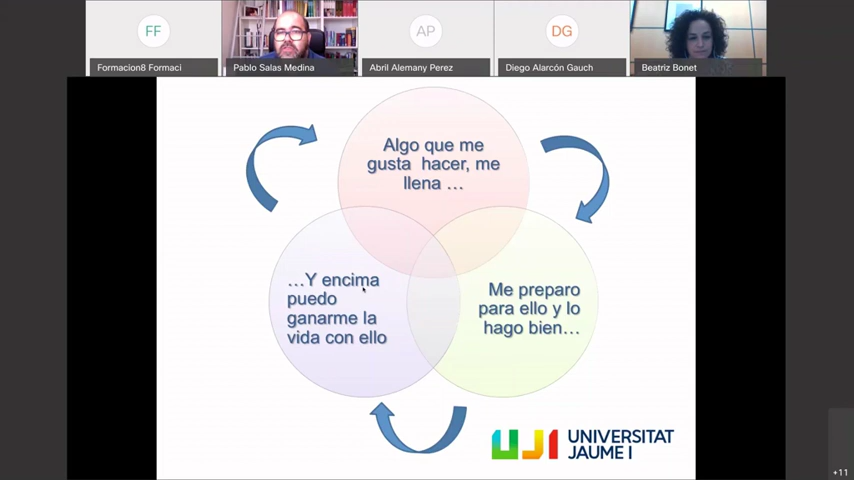 FF
AP
DG
Formacion8 Formaci
Pablo Salas Medina
Abril Alemany Perez
Diego Alarcón Gauch
Beatriz Bonet
Algo que me
gusta hacer, me
llena …
…Y encima
puedo
ganarme la
vida con ello
Me preparo
para ello y lo
hago bien…
UJI
UNIVERSITAT
JAUME I
+11